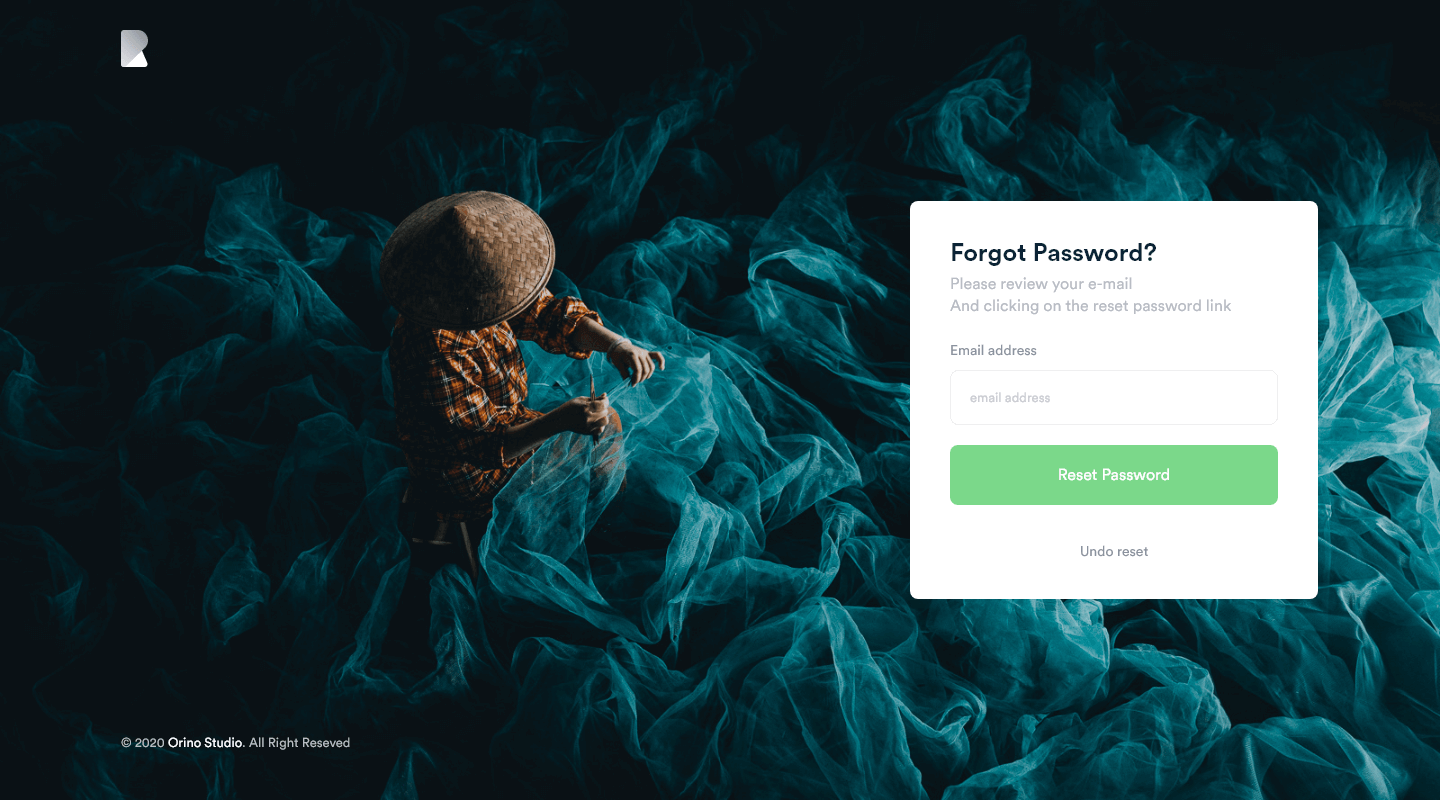 Forgot Password?
Please review your e-mail
And clicking on the reset password link
Email address
email address
Reset Password
Undo reset
© 2020 Orino Studio. All Right Reseved